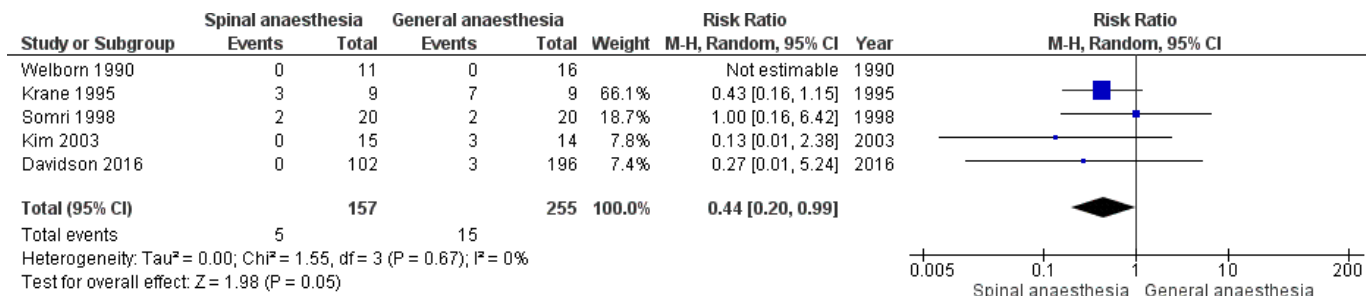 Spinal anaesthesia General anaesthesia Risk Ratio Risk Ratio
Study or Subgroup Events Total Events Total Weight M-H, Random, 95% CI Year M-H, Random, 95% CI
Welborn 1990 0 11 0 16 Not estimable 1990
Krane 1995 3 9 7 9 66.1% 0.43 [0.16, 1.15] 1995
Somri 1998 2 20 2 20 18.7% 1.00 [0.16, 6.42] 1998
Kim 2003 0 15 3 14 7.8% 0.13 [0.01, 2.38] 2003
Davidson 2016 0 102 3 196 7.4% 0.27 [0.01, 5.24] 2016
Total (95% CI) 157 255 100.0% 0.44 [0.20, 0.99]
Total events 5 15
Heterogeneity: Tau² = 0.00; Chi² = 1.55, df = 3 (P = 0.67); I² = 0%
Test for overall effect: Z = 1.98 (P = 0.05)
0.005 0.1 1 10 200
Spinal anaesthesia General anaesthesia